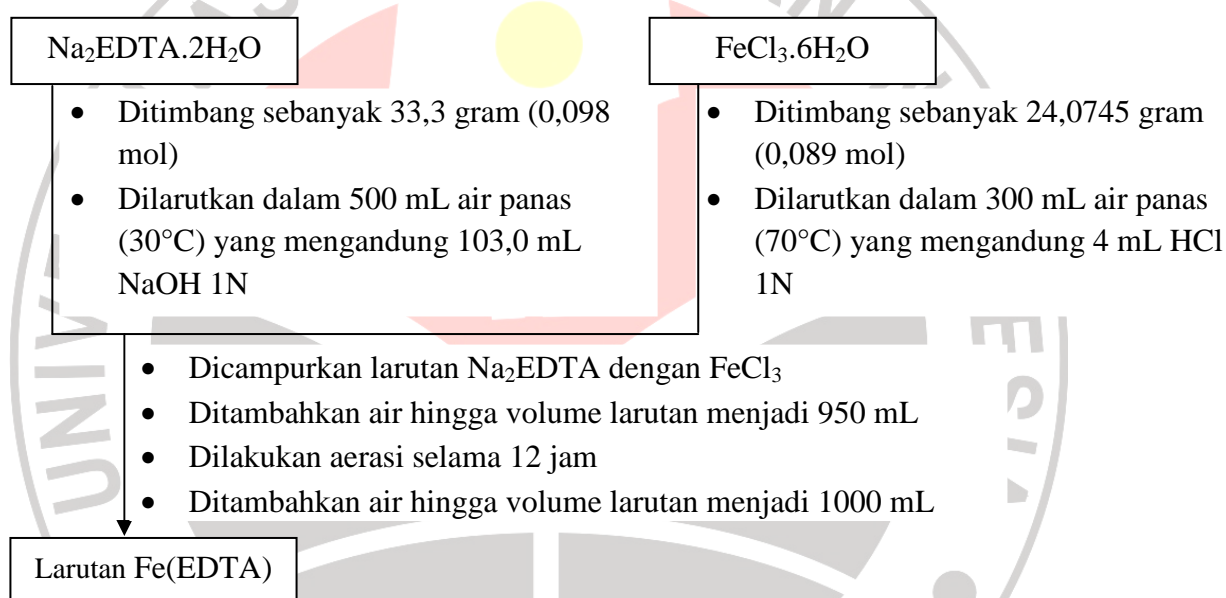 Na₂EDTA.2H₂O
FeCl₃.6H₂O
• Ditimbang sebanyak 33,3 gram (0,098
mol)
• Dilarutkan dalam 500 mL air panas
(30°C) yang mengandung 103,0 mL
NaOH 1N
• Ditimbang sebanyak 24,0745 gram
(0,089 mol)
• Dilarutkan dalam 300 mL air panas
(70°C) yang mengandung 4 mL HCl
1N
• Dicampurkan larutan Na₂EDTA dengan FeCl₃
• Ditambahkan air hingga volume larutan menjadi 950 mL
• Dilakukan aerasi selama 12 jam
• Ditambahkan air hingga volume larutan menjadi 1000 mL
Larutan Fe(EDTA)